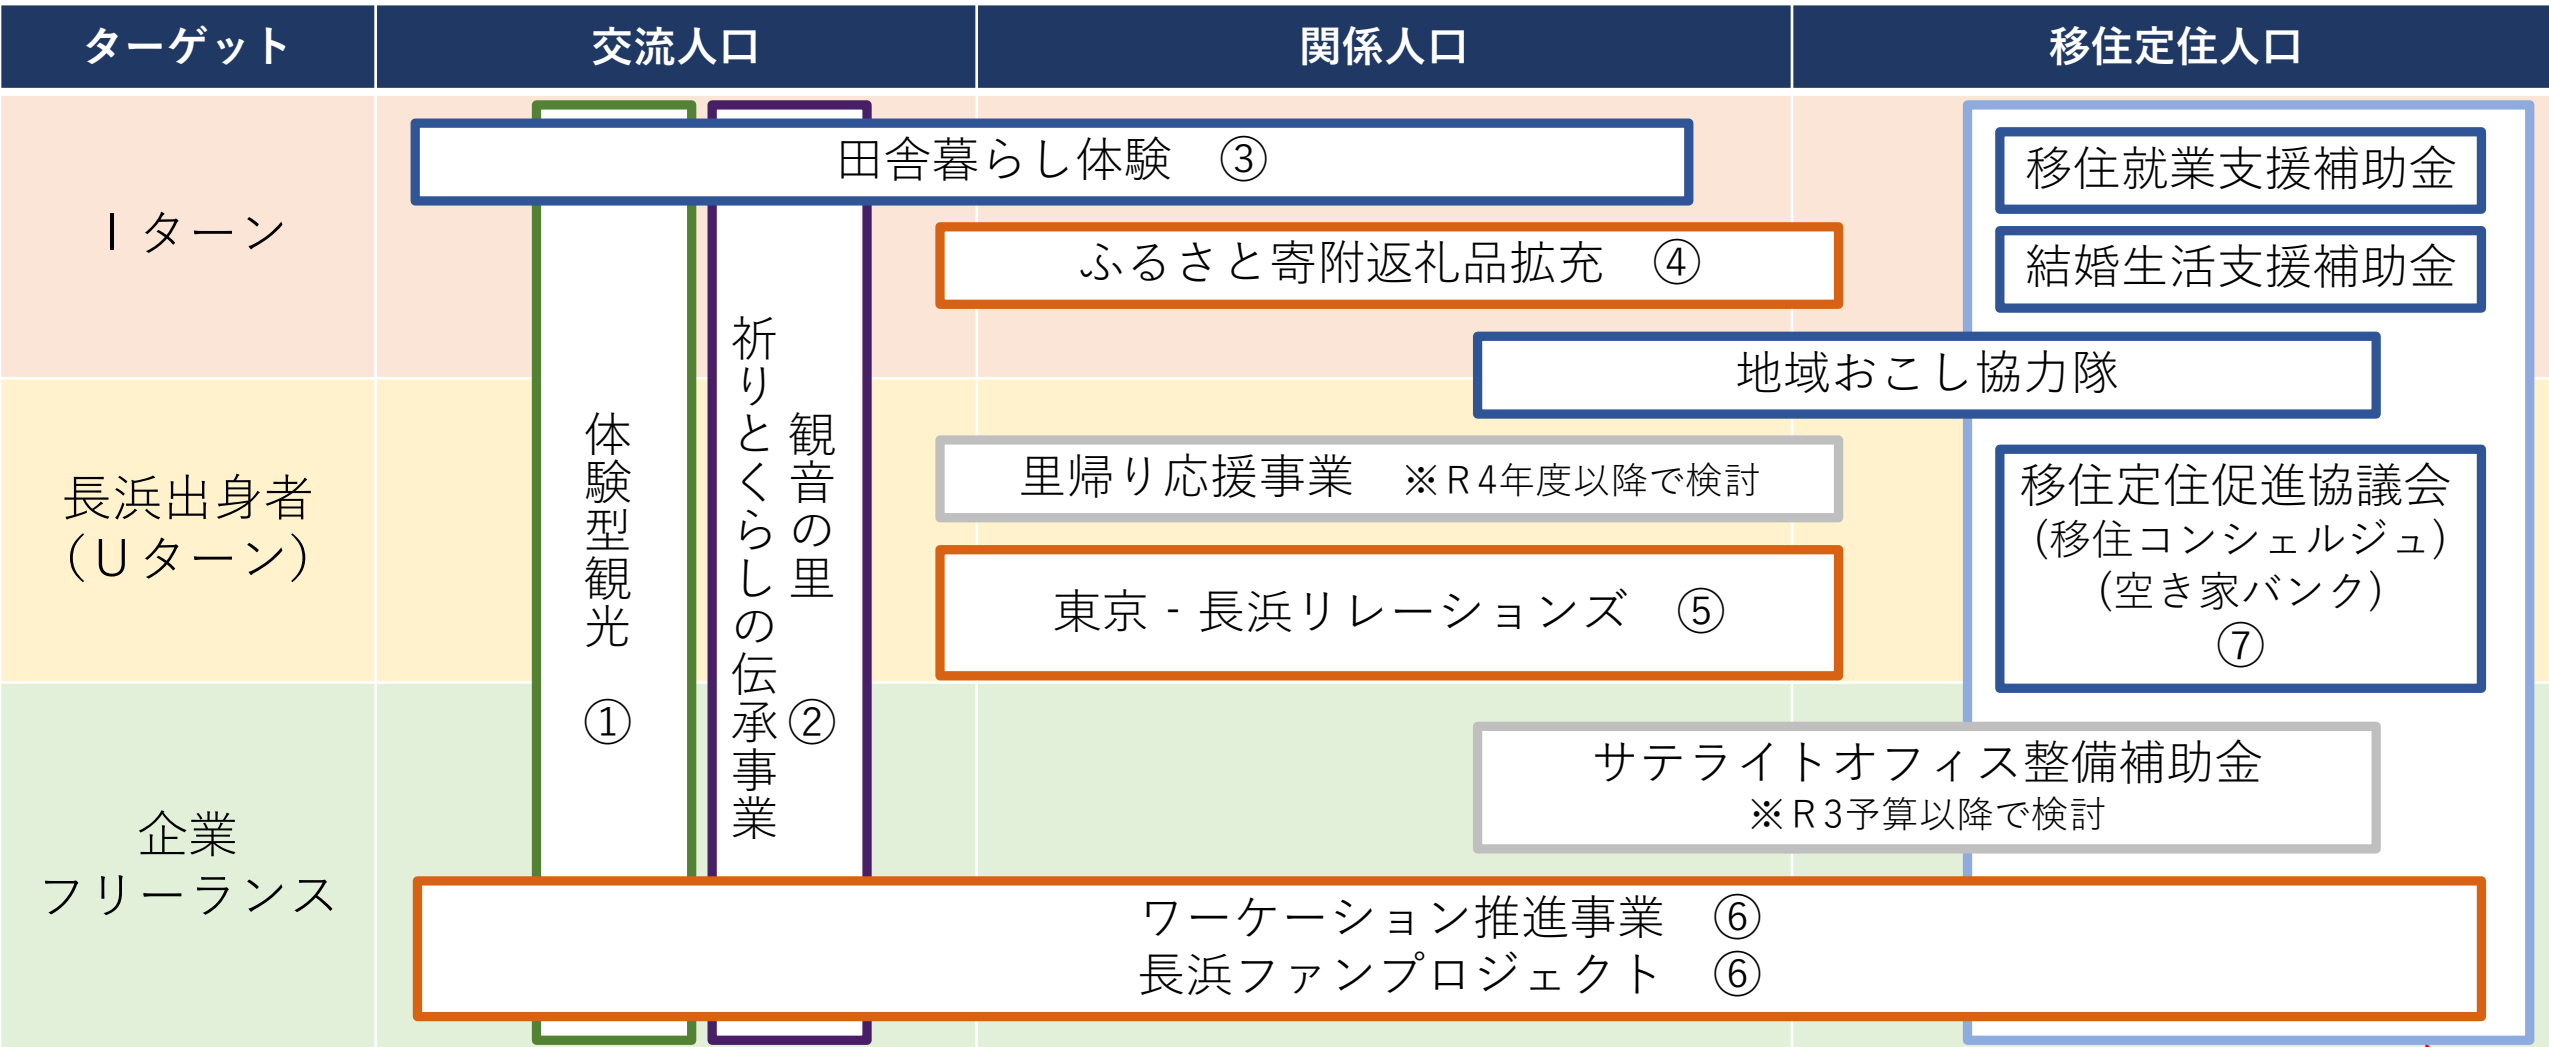 ターゲット
交流人口
関係人口
移住定住人口
Ｉターン
長浜出身者
（Ｕターン）
企業
フリーランス
体験型観光　①
観音の里　②
祈りとくらしの伝承事業
田舎暮らし体験　③
ふるさと寄附返礼品拡充　④
地域おこし協力隊
里帰り応援事業　※R4年度以降で検討
東京‐長浜リレーションズ　⑤
サテライトオフィス整備補助金
※R3予算以降で検討
ワーケーション推進事業　⑥
長浜ファンプロジェクト　⑥
移住就業支援補助金
結婚生活支援補助金
移住定住促進協議会
(移住コンシェルジュ)
(空き家バンク)
⑦